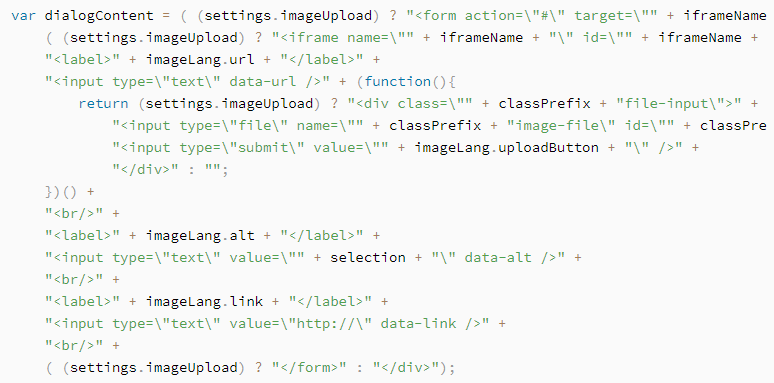 var dialogContent = ( (settings.imageUpload) ? "<form action=\"#\" target=\"" + iframeName
( (settings.imageUpload) ? "<iframe name=\"" + iframeName + "\" id=\"" + iframeName +
"<label>" + imageLang.url + "</label>" +
"<input type=\"text\" data-url />" + (function(){
return (settings.imageUpload) ? "<div class=\"" + classPrefix + "file-input\">" +
"<input type=\"file\" name=\"" + classPrefix + "image-file\" id=\"" + classPre
"<input type=\"submit\" value=\"" + imageLang.uploadButton + "\" />" +
"</div>" : "";
})() +
"<br/>" +
"<label>" + imageLang.alt + "</label>" +
"<input type=\"text\" value=\"" + selection + "\" data-alt />" +
"<br/>" +
"<label>" + imageLang.link + "</label>" +
"<input type=\"text\" value=\"http://\" data-link />" +
"<br/>" +
( (settings.imageUpload) ? "</form>" : "</div>");